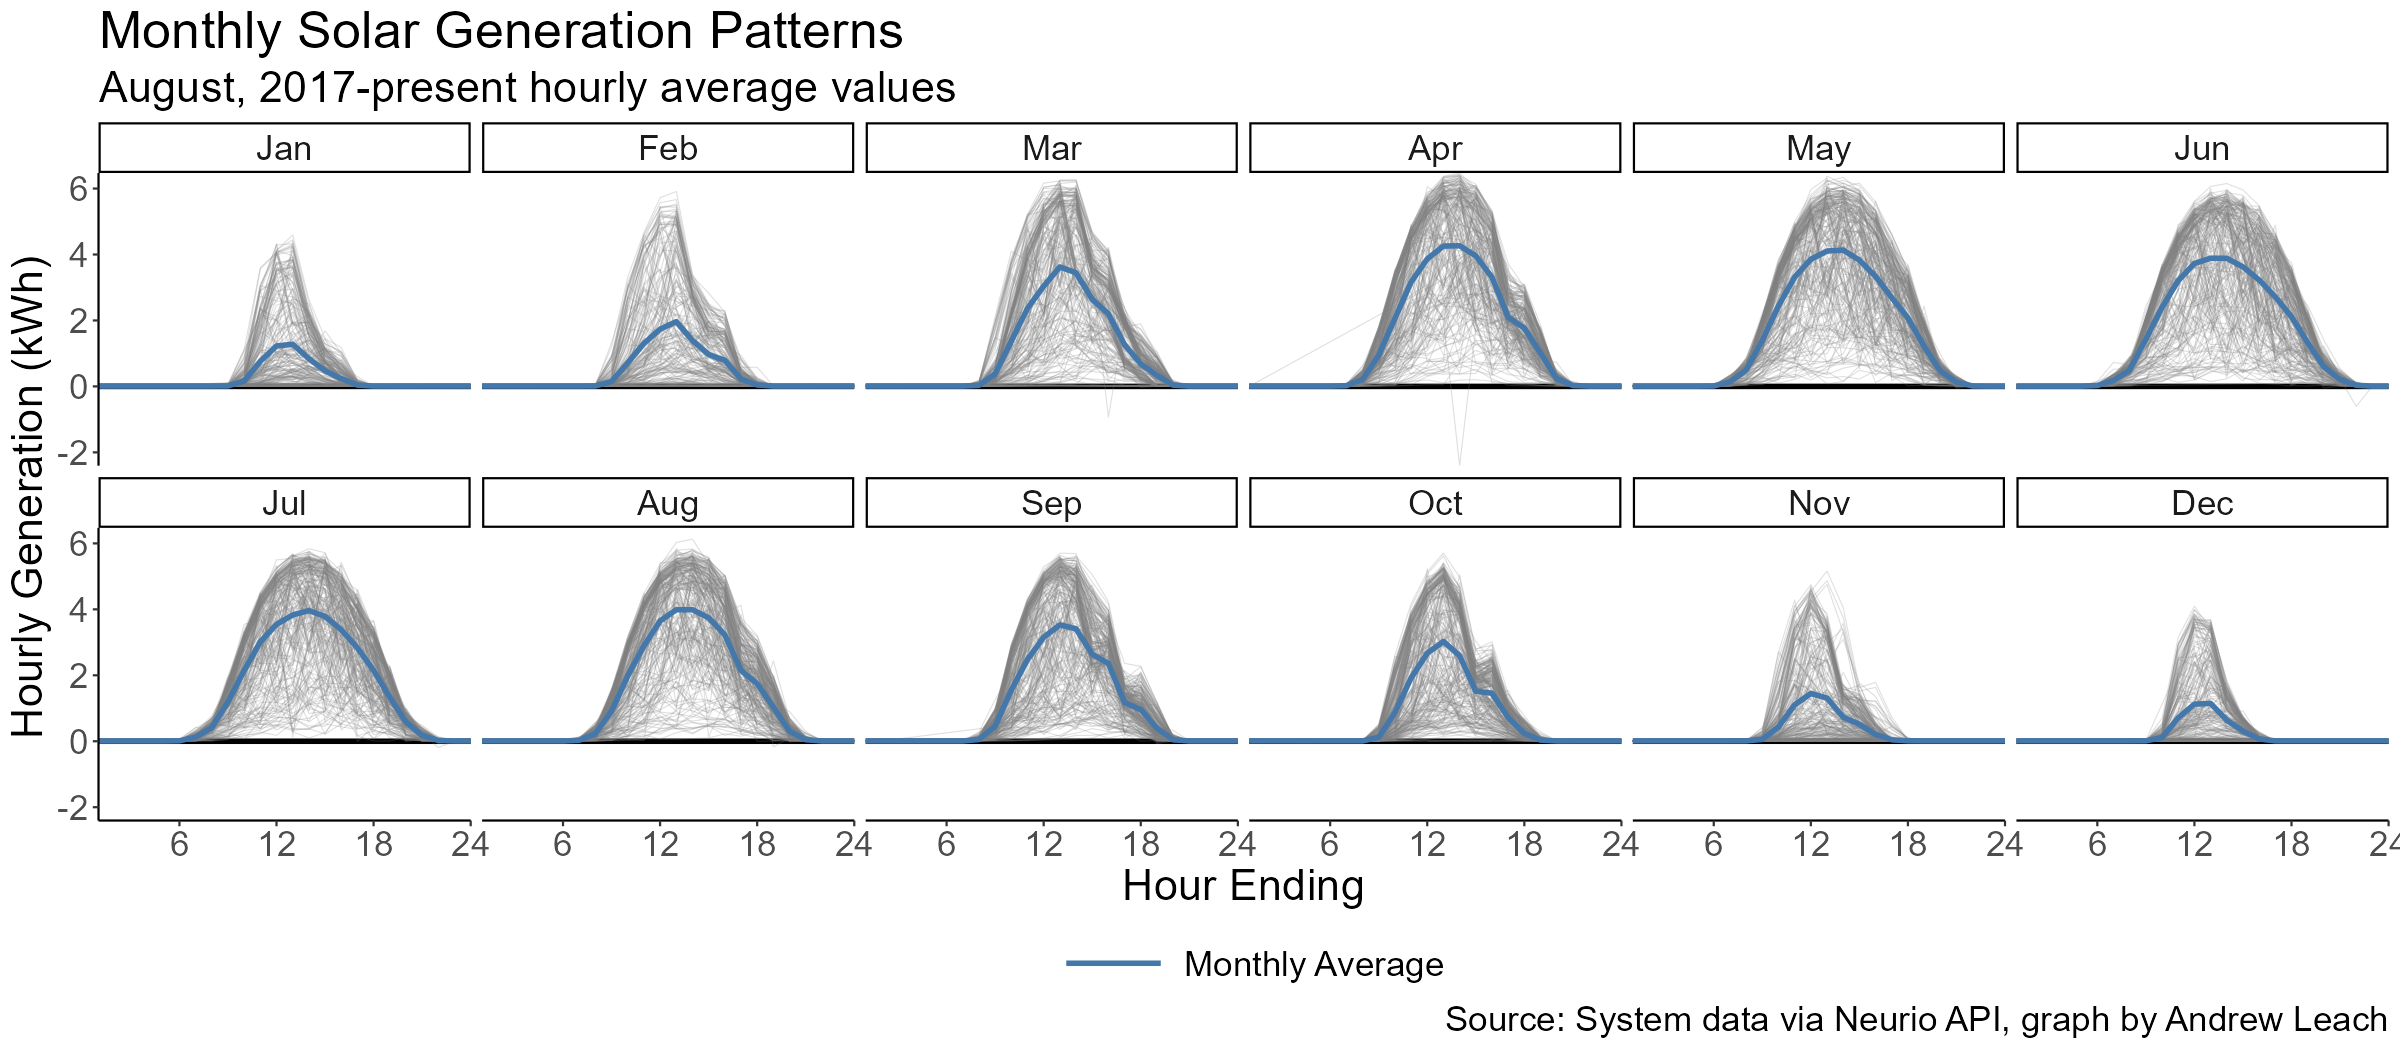 Monthly Solar Generation Patterns
August, 2017-present hourly average values
Jan Feb Mar Apr May Jun
6
4
2
0
-2
Jul Aug Sep Oct Nov Dec
6
4
2
0
-2
Hourly Generation (kWh)
6 12 18 24 6 12 18 24 6 12 18 24 6 12 18 24 6 12 18 24 6 12 18 24
Hour Ending
Monthly Average
Source: System data via Neurio API, graph by Andrew Leach